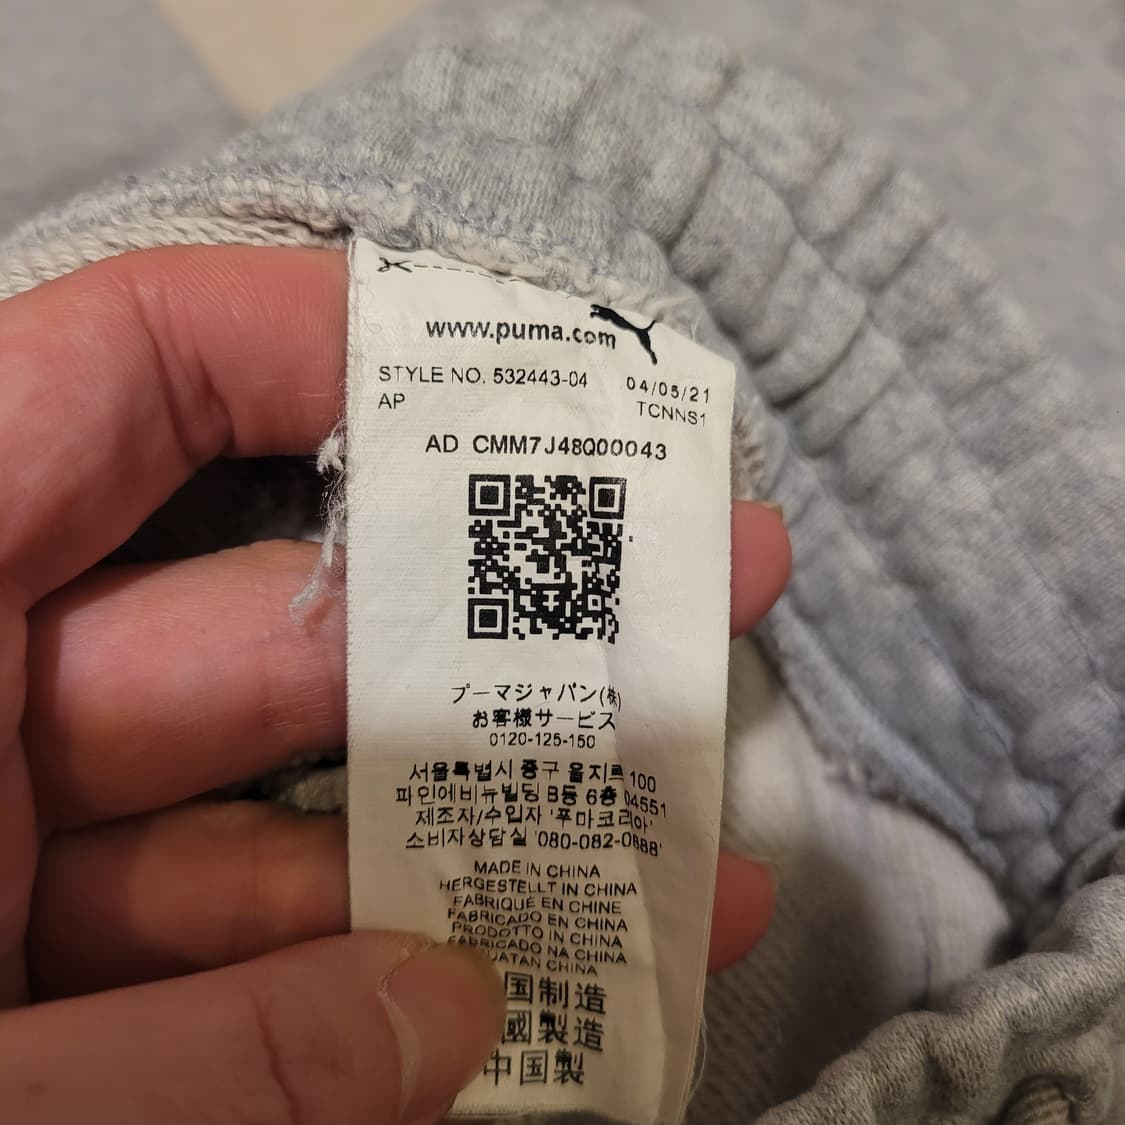 www.puma.com
STYLE NO. 532443-04 04/05/21
AP TCNNS1
AD CMM7J48Q00043
プーマジャパン(株)
お客様サービス
0120-125-150
서울특별시 중구 을지로 100
파인에비뉴빌딩 B동 6층 04551
제조자/수입자 '푸마코리아'
소비자상담실 '080-082-0888'
MADE IN CHINA
HERGESTELLT IN CHINA
FABRIQUÉ EN CHINE
FABRICADO EN CHINA
PRODOTTO IN CHINA
FABRICADO NA CHINA
UATAN CHINA
国制造
國製造
中国製